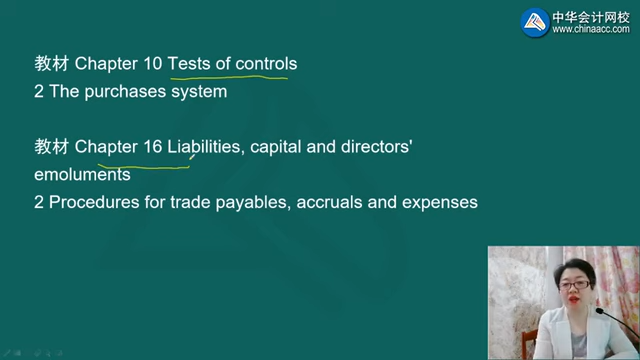 中华会计网校
www.chinaacc.com
教材 Chapter 10 Tests of controls
2 The purchases system
教材 Chapter 16 Liabilities, capital and directors'
emoluments
2 Procedures for trade payables, accruals and expenses